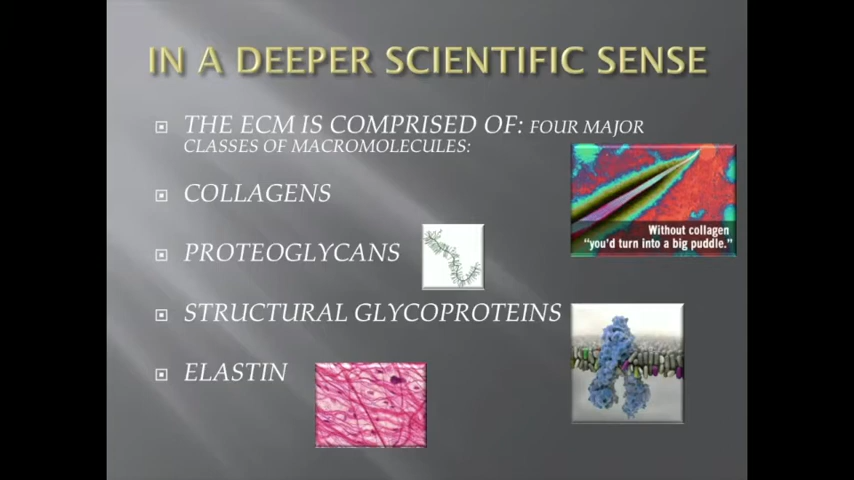 IN A DEEPER SCIENTIFIC SENSE
THE ECM IS COMPRISED OF: FOUR MAJOR
CLASSES OF MACROMOLECULES:
COLLAGENS
Without collagen
"you'd turn into a big puddle."
PROTEOGLYCANS
STRUCTURAL GLYCOPROTEINS
ELASTIN